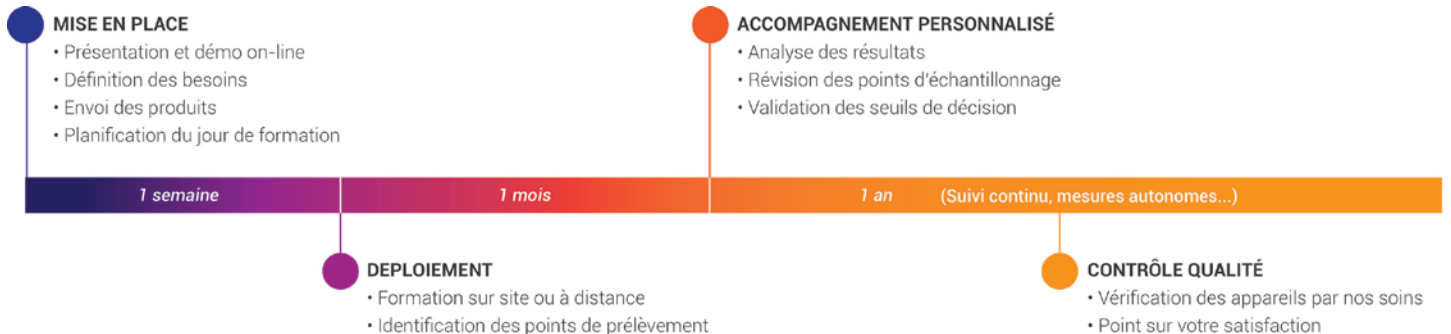 MISE EN PLACE
• Présentation et démo on-line
• Définition des besoins
• Envoi des produits
• Planification du jour de formation
ACCOMPAGNEMENT PERSONNALISÉ
• Analyse des résultats
• Révision des points d'échantillonnage
• Validation des seuils de décision
1 semaine
1 mois
1 an (Suivi continu, mesures autonomes...)
DEPLOIEMENT
• Formation sur site ou à distance
• Identification des points de prélèvement
CONTRÔLE QUALITÉ
• Vérification des appareils par nos soins
• Point sur votre satisfaction